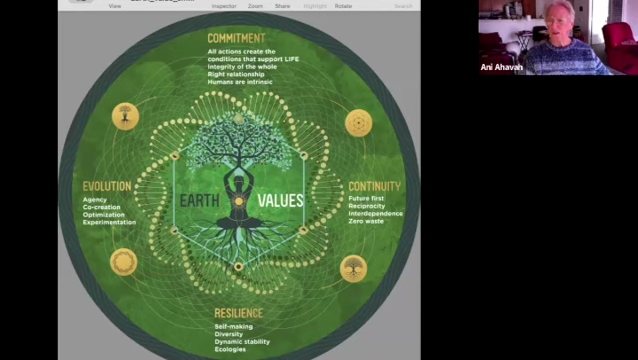 View Inspector Zoom Share Highlight Rotate Search
COMMITMENT
All actions create the
conditions that support LIFE
Integrity of the whole
Right relationship
Humans are intrinsic
Ani Ahavah
EVOLUTION
Agency
Co-creation
Optimization
Experimentation
EARTH VALUES
CONTINUITY
Future first
Reciprocity
Interdependence
Zero waste
RESILIENCE
Self-making
Diversity
Dynamic stability
Ecologies